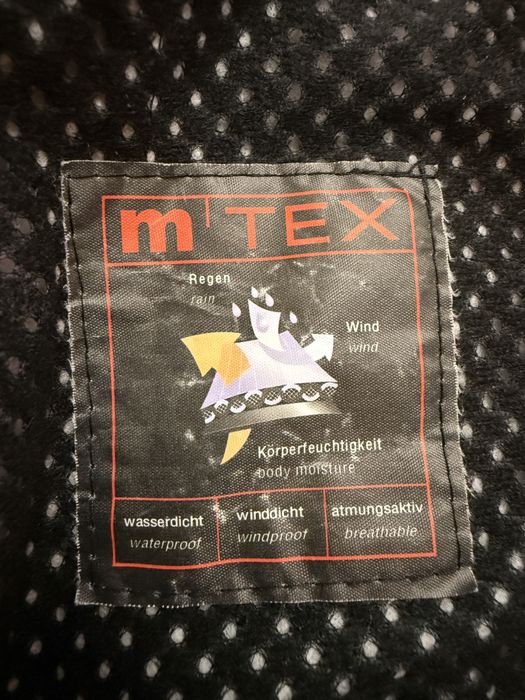 m'TEX
Regen
rain
Wind
wind
Körperfeuchtigkeit
body moisture
wasserdicht
waterproof
winddicht
windproof
atmungsaktiv
breathable